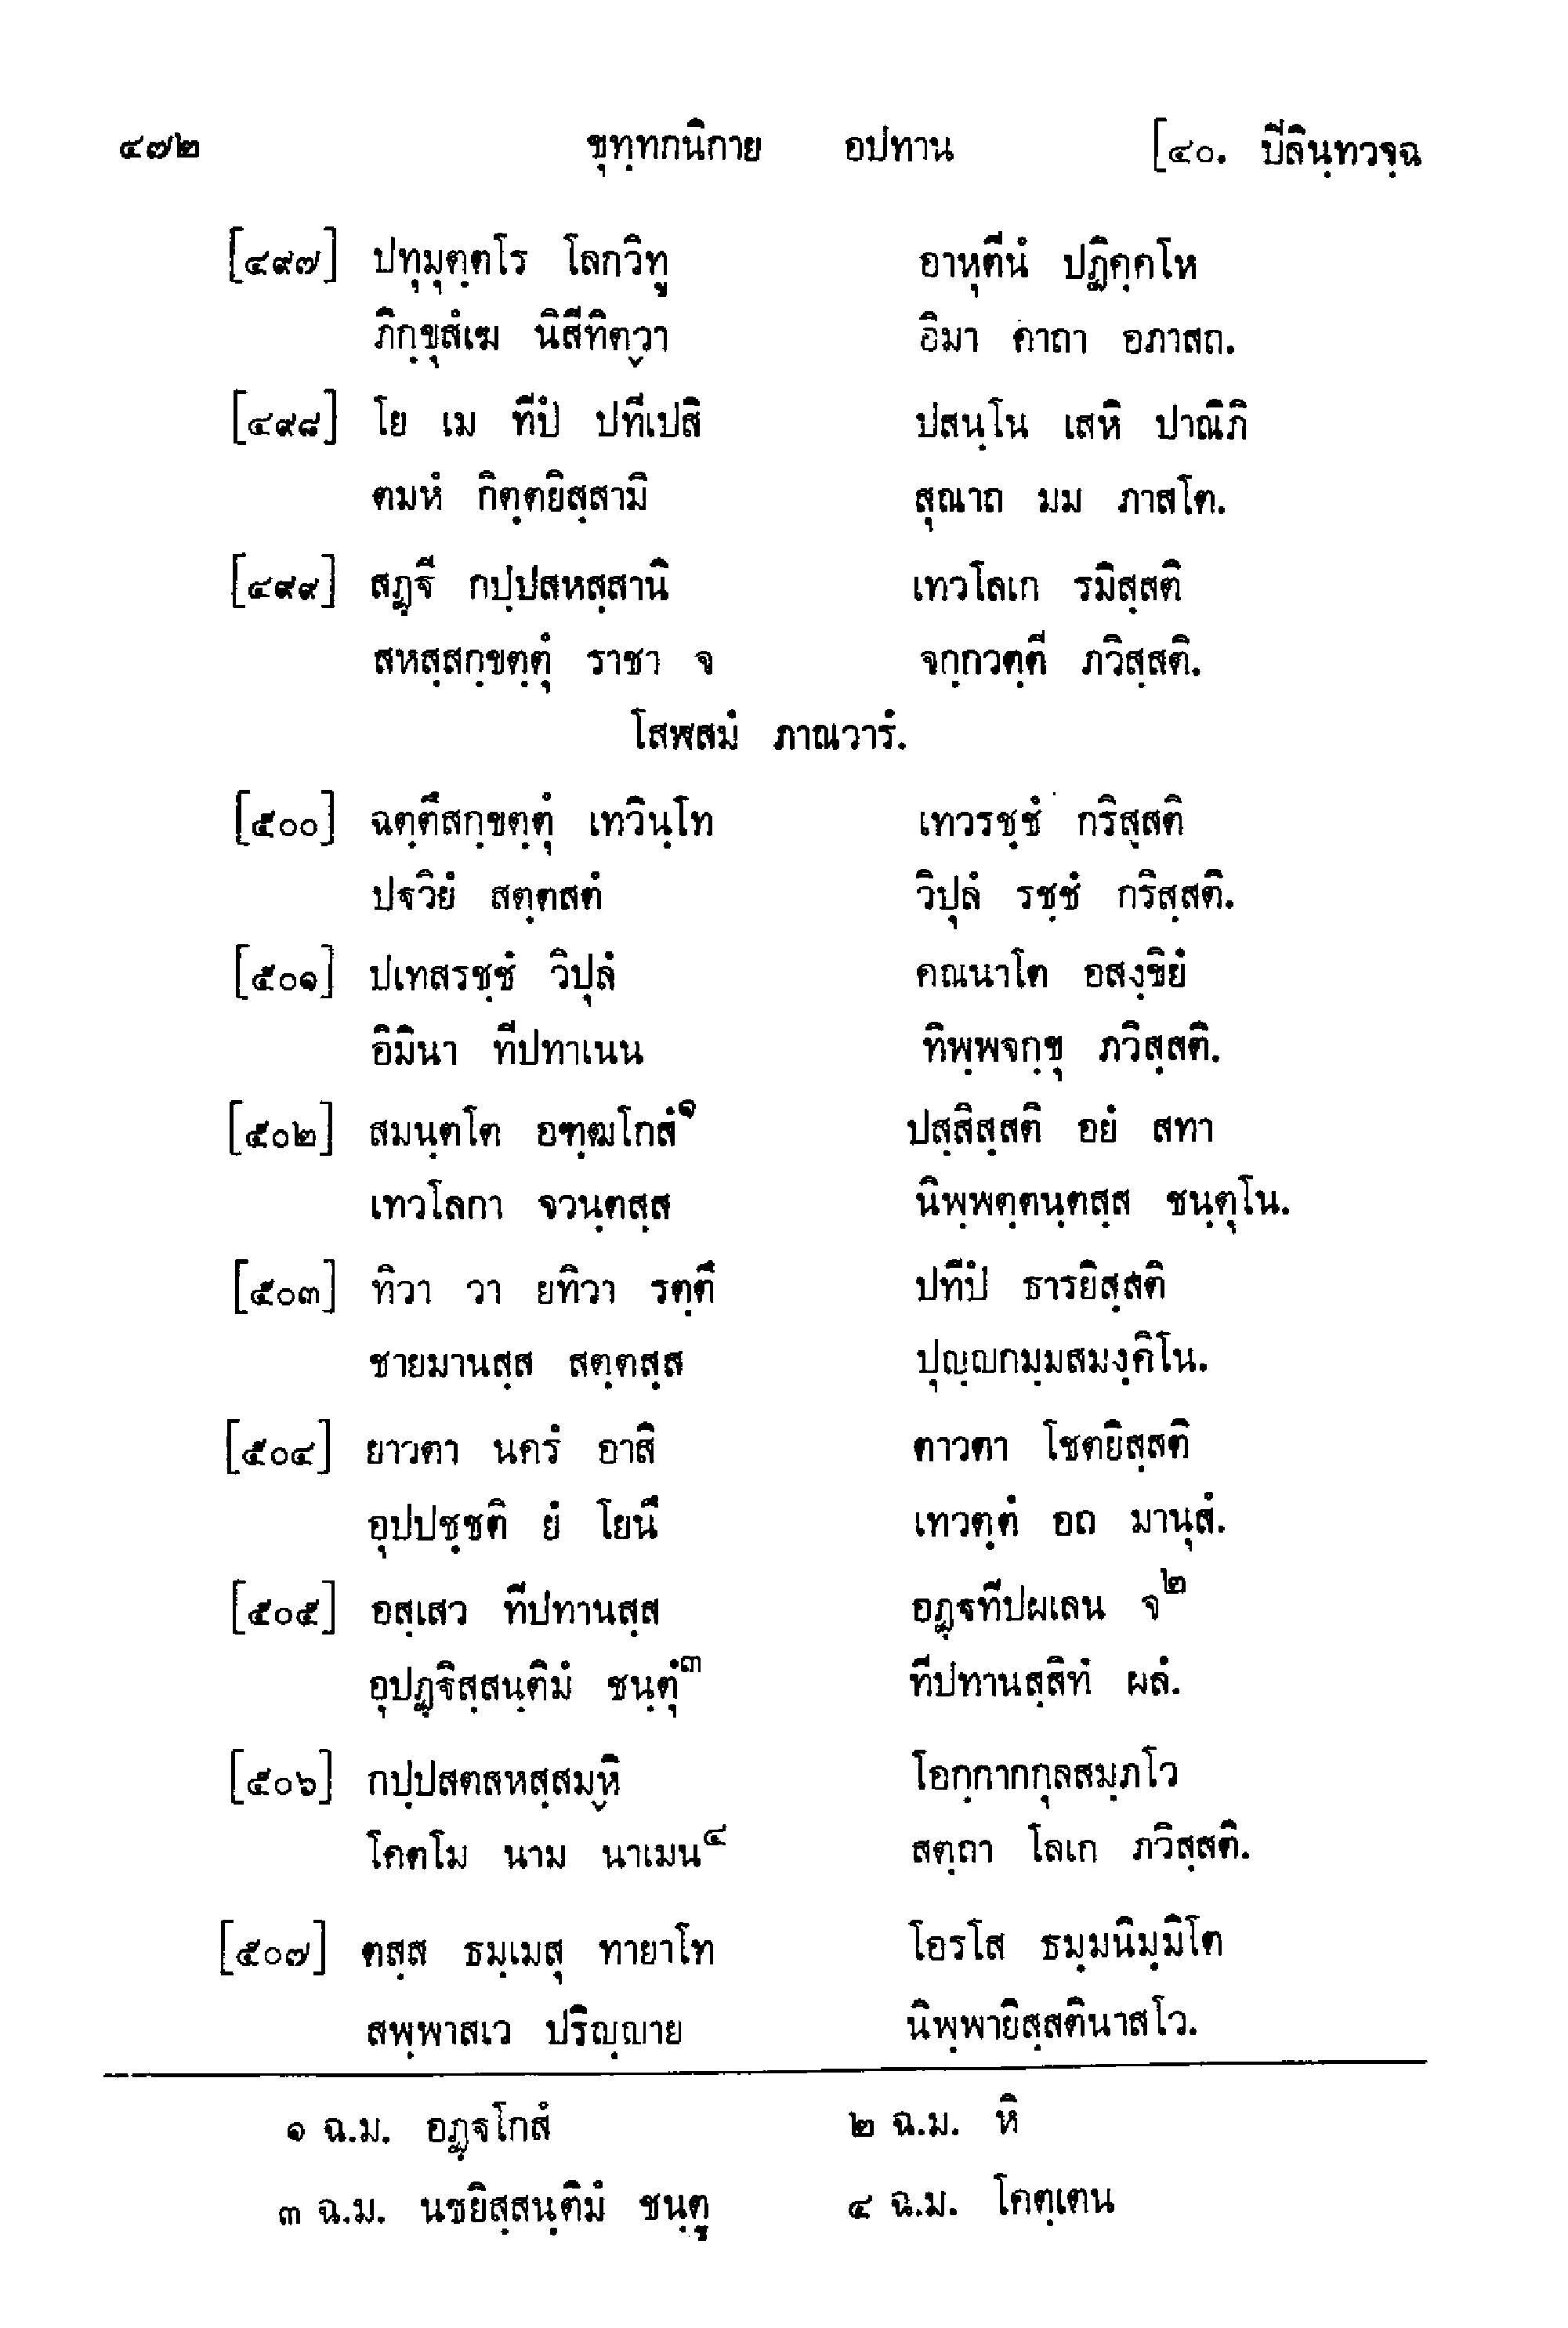 ๔๗๒ ขุทฺทกนิกาย อปทาน [๔๐. ปีลินฺทวจฺฉ
[๔๙๗] ปทุมุตฺตโร โลกวิทู อาหุตีนํ ปฏิคฺคโห
ภิกฺขุสํเฆ นิสีทิตฺวา อิมา คาถา อภาสถ.
[๔๙๘] โย เม ทีปํ ปทีเปสิ ปสนฺโน เสหิ ปาณิภิ
ตมหํ กิตฺตยิสฺสามิ สุณาถ มม ภาสโต.
[๔๙๙] สฏฺฐี กปฺปสหสฺสานิ เทวโลเก รมิสฺสติ
สหสฺสกฺขตฺตุํ ราชา จ จกฺกวตฺตี ภวิสฺสติ.
โสฬสมํ ภาณวารํ.
[๕๐๐] ฉตฺตึสกฺขตฺตุํ เทวินฺโท เทวรชฺชํ กริสฺสติ
ปฐวิยํ สตฺตสตํ วิปุลํ รชฺชํ กริสฺสติ.
[๕๐๑] ปเทสรชฺชํ วิปุลํ คณนาโต อสงฺขิยํ
อิมินา ทีปทาเนน ทิพฺพจกฺขุ ภวิสฺสติ.
[๕๐๒] สมนฺตโต อฑฺฒโกสํ๑ ปสฺสิสฺสติ อยํ สทา
เทวโลกา จวนฺตสฺส นิพฺพตฺตนฺตสฺส ชนฺตุโน.
[๕๐๓] ทิวา วา ยทิวา รตฺตึ ปทีปํ ธารยิสฺสติ
ชายมานสฺส สตฺตสฺส ปุญฺญกมฺมสมงฺคิโน.
[๕๐๔] ยาวตา นครํ อาสิ ตาวตา โชตยิสฺสติ
อุปปชฺชติ ยํ โยนึ เทวตฺตํ อถ มานุสํ.
[๕๐๕] อสฺเสว ทีปทานสฺส อฏฺฐทีปผเลน จ๒
อุปฏฺฐิสฺสนฺติมํ ชนฺตุํ๓ ทีปทานสฺสิทํ ผลํ.
[๕๐๖] กปฺปสตสหสฺสมฺหิ โอกฺกากกุลสมฺภโว
โคตโม นาม นาเมน๔ สตฺถา โลเก ภวิสฺสติ.
[๕๐๗] ตสฺส ธมฺเมสุ ทายาโท โอรโส ธมฺมนิมฺมิโต
สพฺพาสเว ปริญฺญาย นิพฺพายิสฺสตินาสโว.
๑ ฉ.ม. อฏฺฐโกสํ ๒ ฉ.ม. หิ
๓ ฉ.ม. นชยิสฺสนฺติมํ ชนฺตู ๔ ฉ.ม. โคตฺเตน